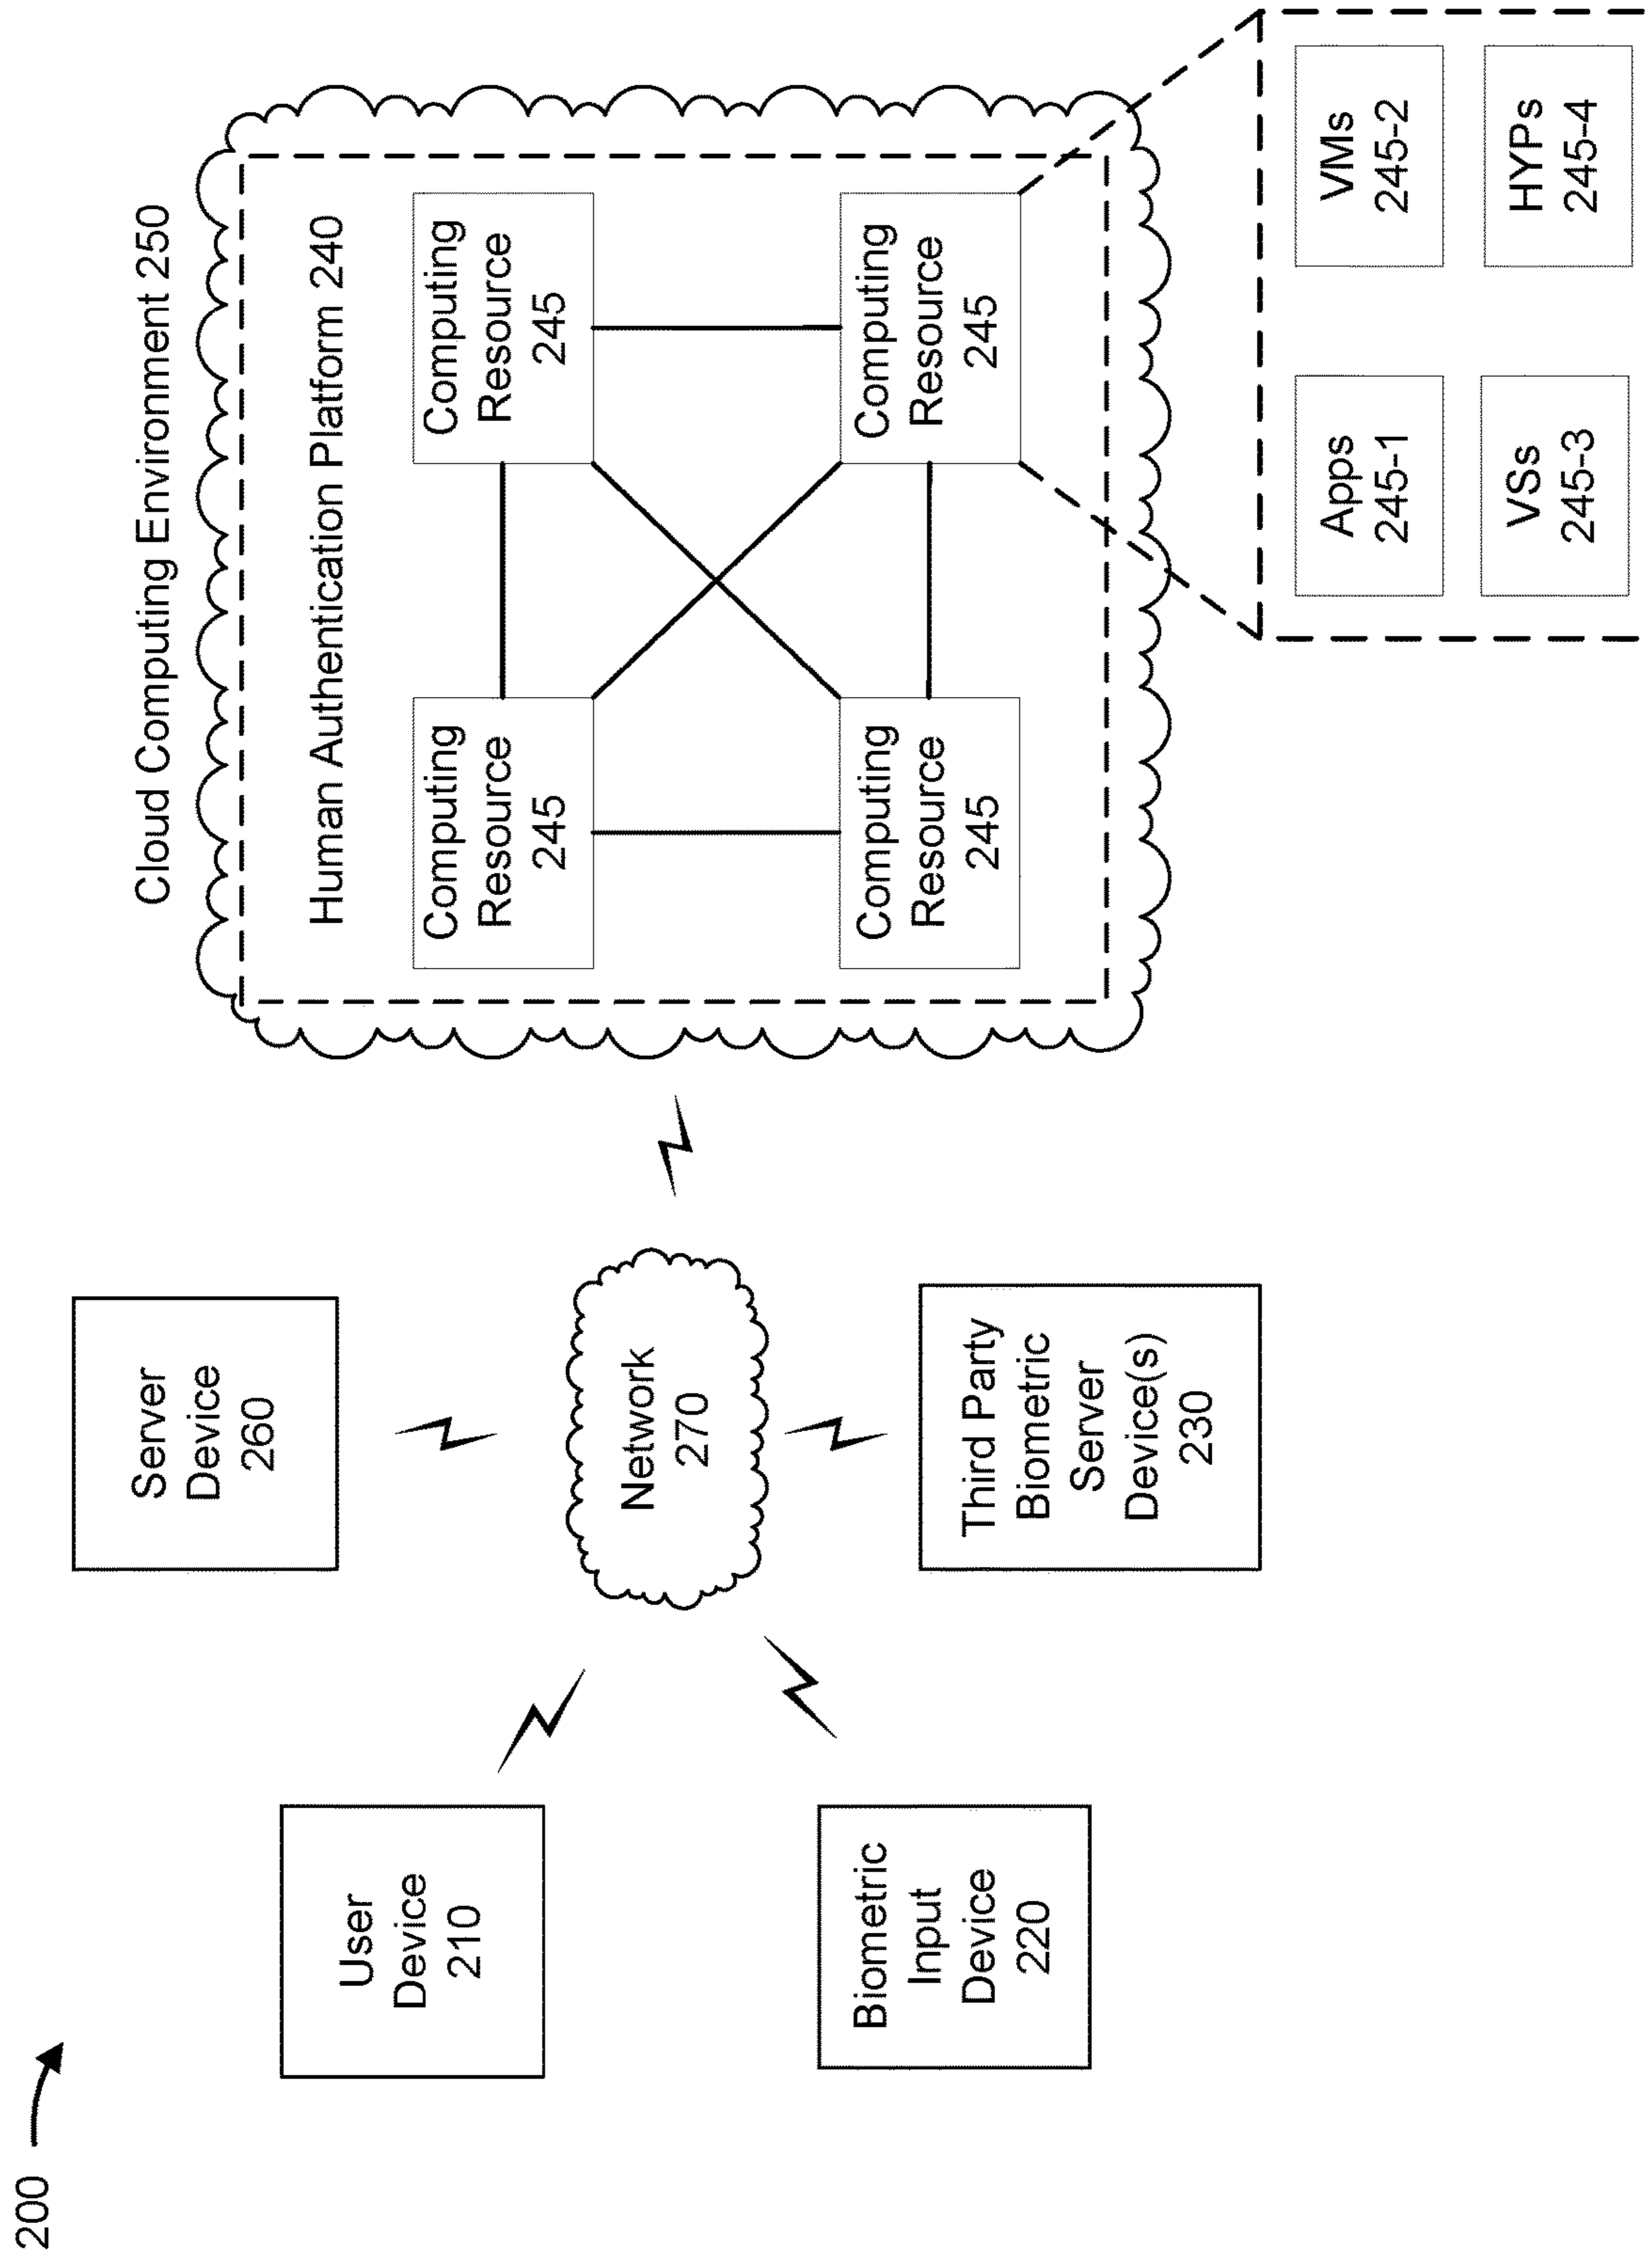 200
Cloud Computing Environment 250
Human Authentication Platform 240
Computing
Resource
245
Computing
Resource
245
Computing
Resource
245
Computing
Resource
245
Server
Device
260
User
Device
210
Network
270
Biometric
Input
Device
220
Third Party
Biometric
Server
Device(s)
230
Apps
245-1
VMs
245-2
VSs
245-3
HYPs
245-4